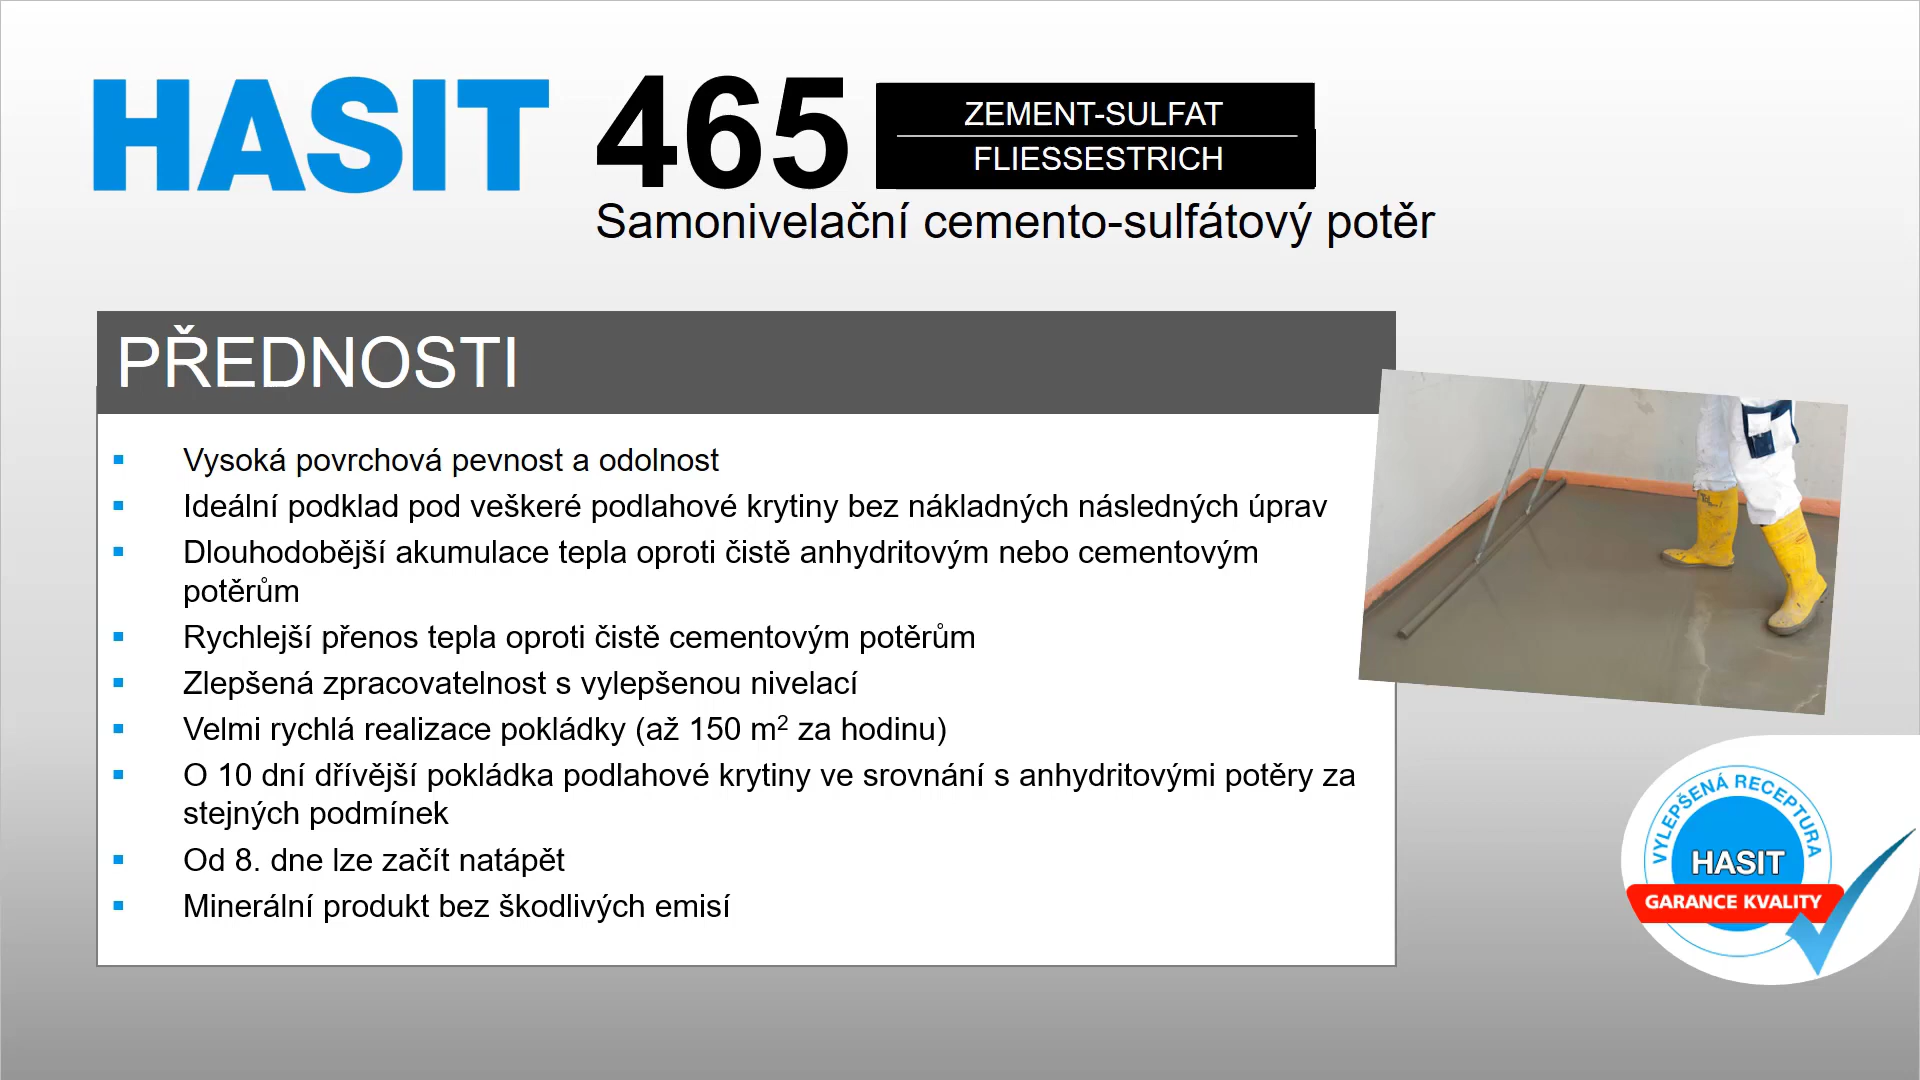 HASIT 465 ZEMENT-SULFAT
FLIESSESTRICH
Samonivelační cemento-sulfátový potěr
PŘEDNOSTI
Vysoká povrchová pevnost a odolnost
Ideální podklad pod veškeré podlahové krytiny bez nákladných následných úprav
Dlouhodobější akumulace tepla oproti čistě anhydritovým nebo cementovým
potěrům
Rychlejší přenos tepla oproti čistě cementovým potěrům
Zlepšená zpracovatelnost s vylepšenou nivelací
Velmi rychlá realizace pokládky (až 150 m² za hodinu)
O 10 dní dřívější pokládka podlahové krytiny ve srovnání s anhydritovými potěry za
stejných podmínek
Od 8. dne lze začít natápět
Minerální produkt bez škodlivých emisí
VYLEPŠENÁ RECEPTURA
HASIT
GARANCE KVALITY